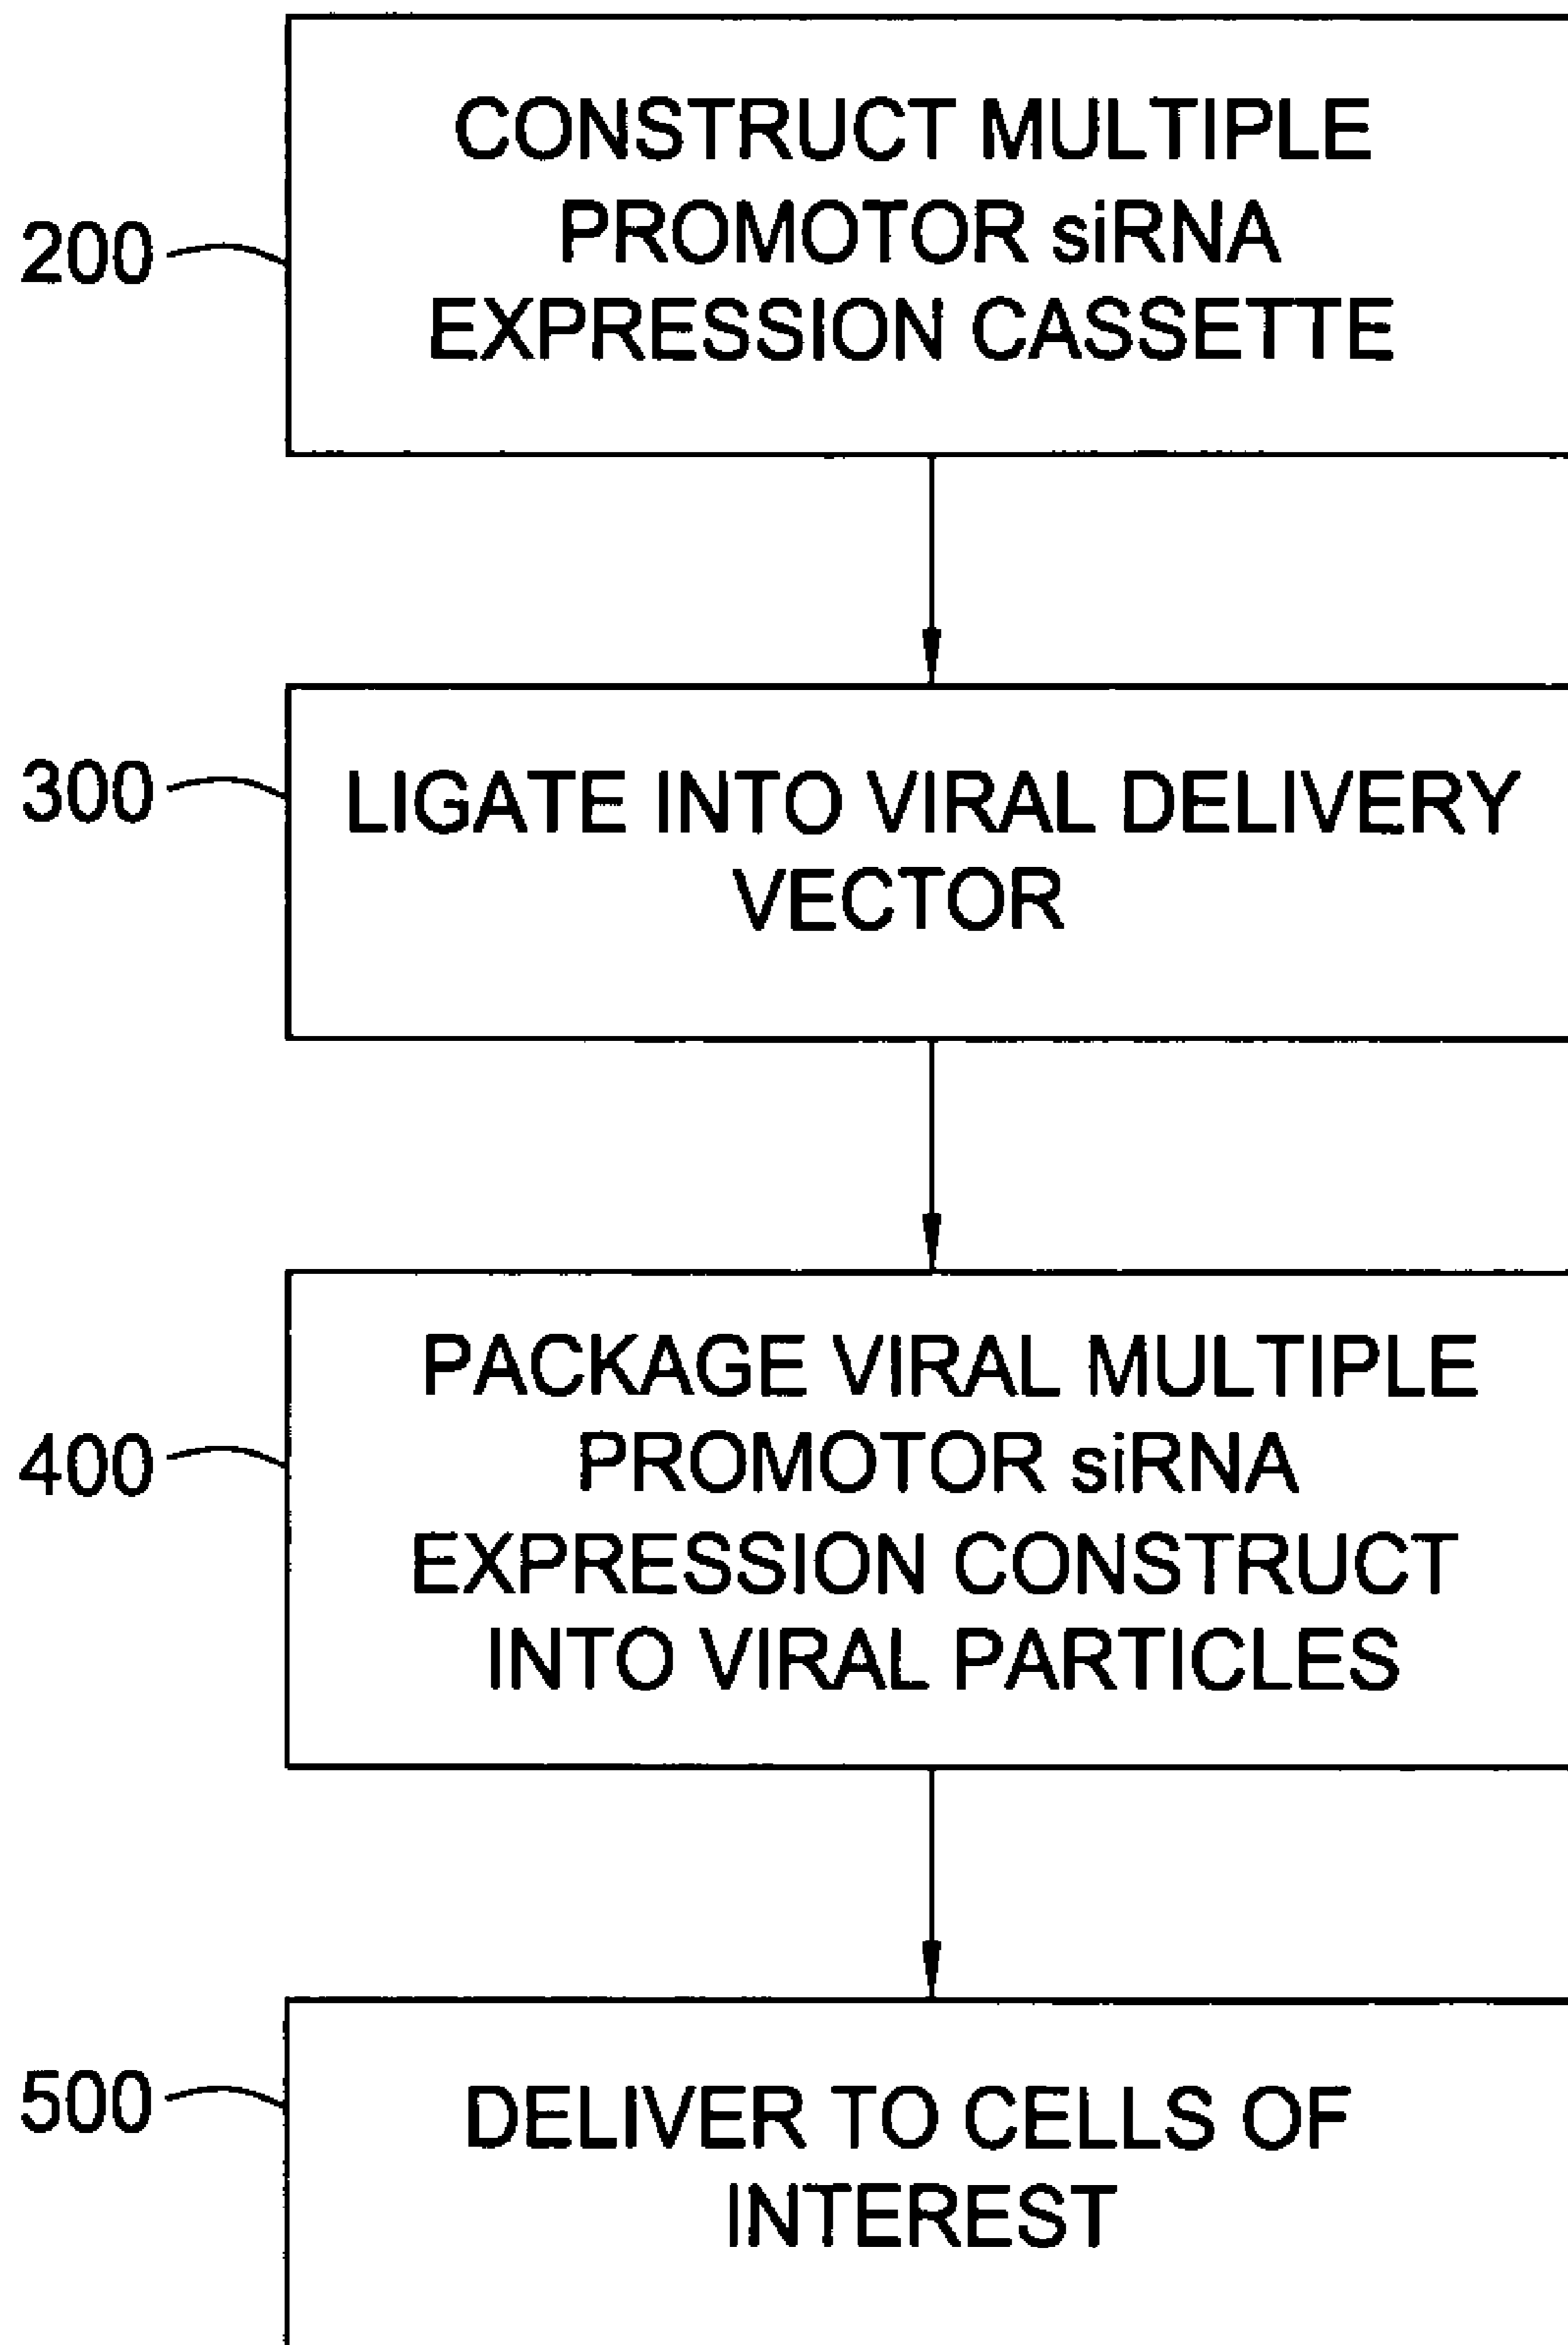 CONSTRUCT MULTIPLE
PROMOTOR siRNA
EXPRESSION CASSETTE
200
LIGATE INTO VIRAL DELIVERY
VECTOR
300
PACKAGE VIRAL MULTIPLE
PROMOTOR siRNA
EXPRESSION CONSTRUCT
INTO VIRAL PARTICLES
400
DELIVER TO CELLS OF
INTEREST
500